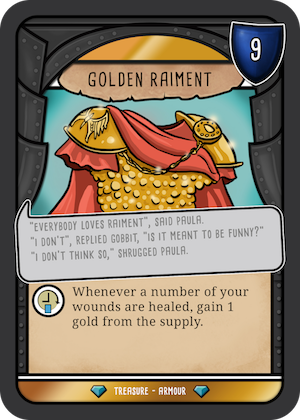 9
GOLDEN RAIMENT
"EVERYBODY LOVES RAIMENT", SAID PAULA.
"I DON'T", REPLIED GOBBIT, "IS IT MEANT TO BE FUNNY?"
"I DON'T THINK SO," SHRUGGED PAULA.
Whenever a number of your
wounds are healed, gain 1
gold from the supply.
TREASURE - ARMOUR